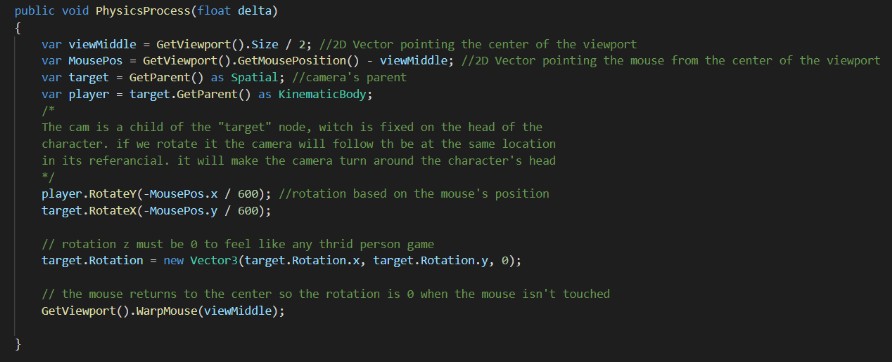 public void PhysicsProcess(float delta)
{
var viewMiddle = GetViewport().Size / 2; //2D Vector pointing the center of the viewport
var MousePos = GetViewport().GetMousePosition() - viewMiddle; //2D Vector pointing the mouse from the center of the viewport
var target = GetParent() as Spatial; //camera's parent
var player = target.GetParent() as KinematicBody;
/*
The cam is a child of the "target" node, witch is fixed on the head of the
character. if we rotate it the camera will follow th be at the same location
in its referancial. it will make the camera turn around the character's head
*/
player.RotateY(-MousePos.x / 600); //rotation based on the mouse's position
target.RotateX(-MousePos.y / 600);
// rotation z must be 0 to feel like any thrid person game
target.Rotation = new Vector3(target.Rotation.x, target.Rotation.y, 0);
// the mouse returns to the center so the rotation is 0 when the mouse isn't touched
GetViewport().WarpMouse(viewMiddle);
}